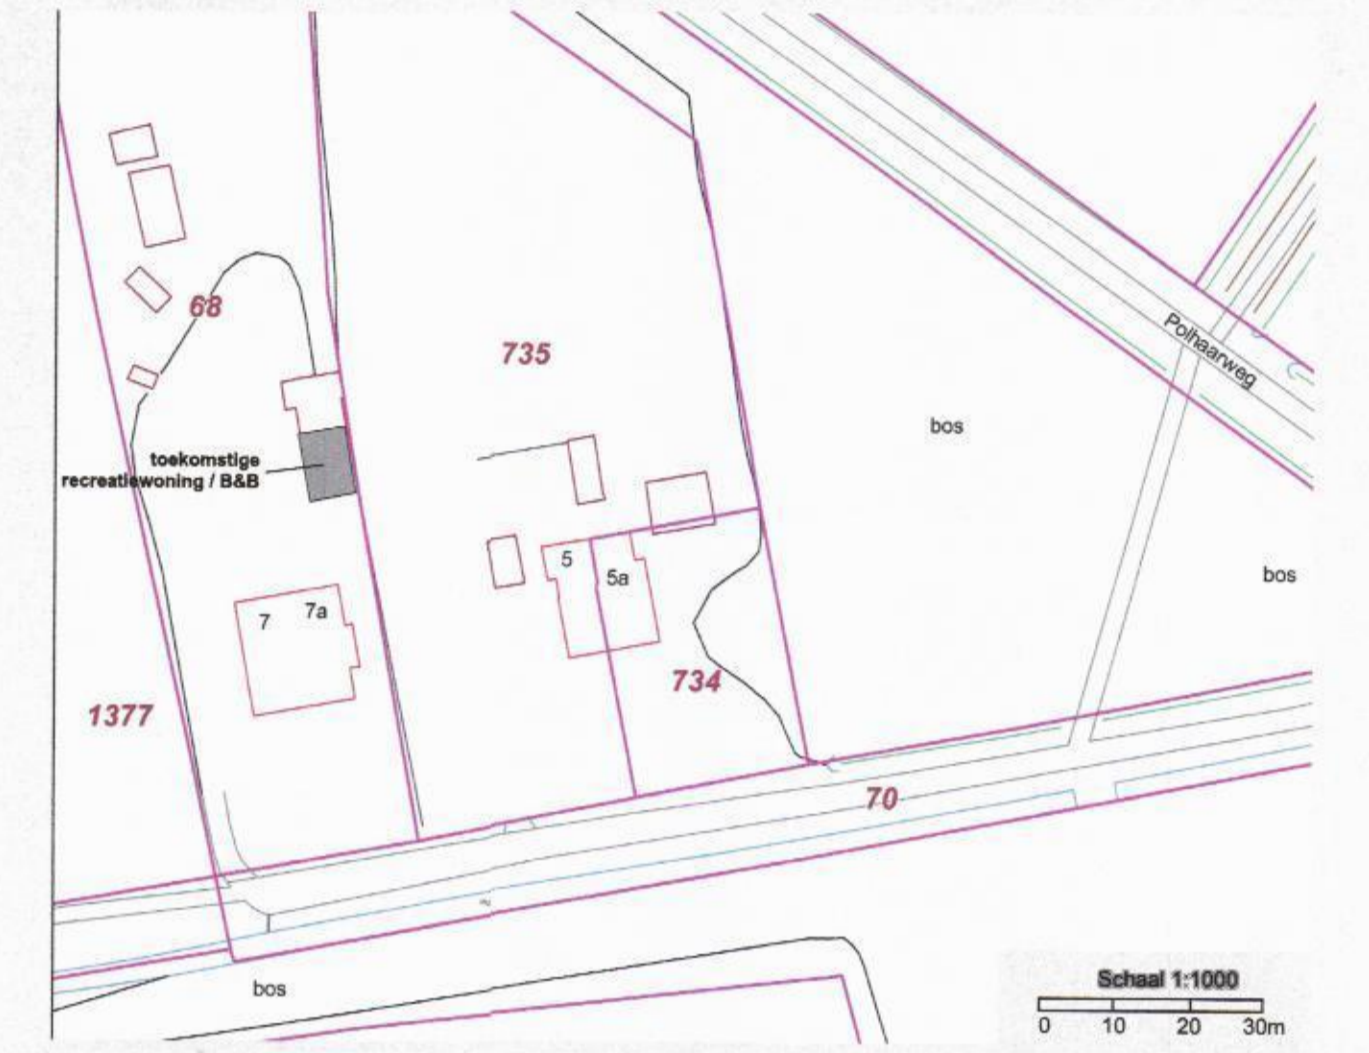 68
735
Polhaarweg
bos
toekomstige
recreatiewoning / B&B
5
5a
bos
7
7a
734
1377
70
bos
Schaal 1:1000
0 10 20 30m